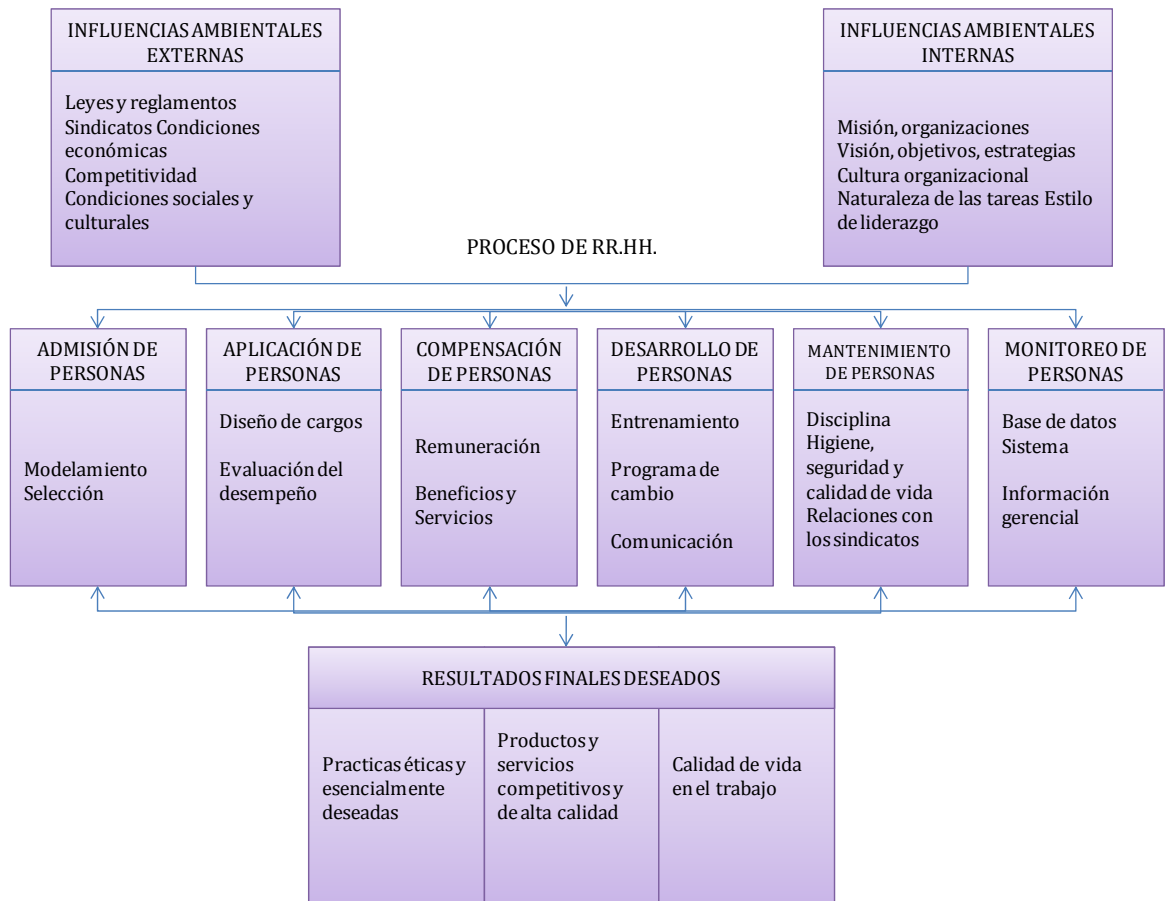 INFLUENCIAS AMBIENTALES
EXTERNAS
Leyes y reglamentos
Sindicatos Condiciones
económicas
Competitividad
Condiciones sociales y
culturales
INFLUENCIAS AMBIENTALES
INTERNAS
Misión, organizaciones
Visión, objetivos, estrategias
Cultura organizacional
Naturaleza de las tareas Estilo
de liderazgo
PROCESO DE RR.HH.
ADMISIÓN DE
PERSONAS
Modelamiento
Selección
APLICACIÓN DE
PERSONAS
Diseño de cargos
Evaluación del
desempeño
COMPENSACIÓN
DE PERSONAS
Remuneración
Beneficios y
Servicios
DESARROLLO DE
PERSONAS
Entrenamiento
Programa de
cambio
Comunicación
MANTENIMIENTO
DE PERSONAS
Disciplina
Higiene,
seguridad y
calidad de vida
Relaciones con
los sindicatos
MONITOREO DE
PERSONAS
Base de datos
Sistema
Información
gerencial
RESULTADOS FINALES DESEADOS
Practicas éticas y
esencialmente
deseadas
Productos y
servicios
competitivos y
de alta calidad
Calidad de vida
en el trabajo